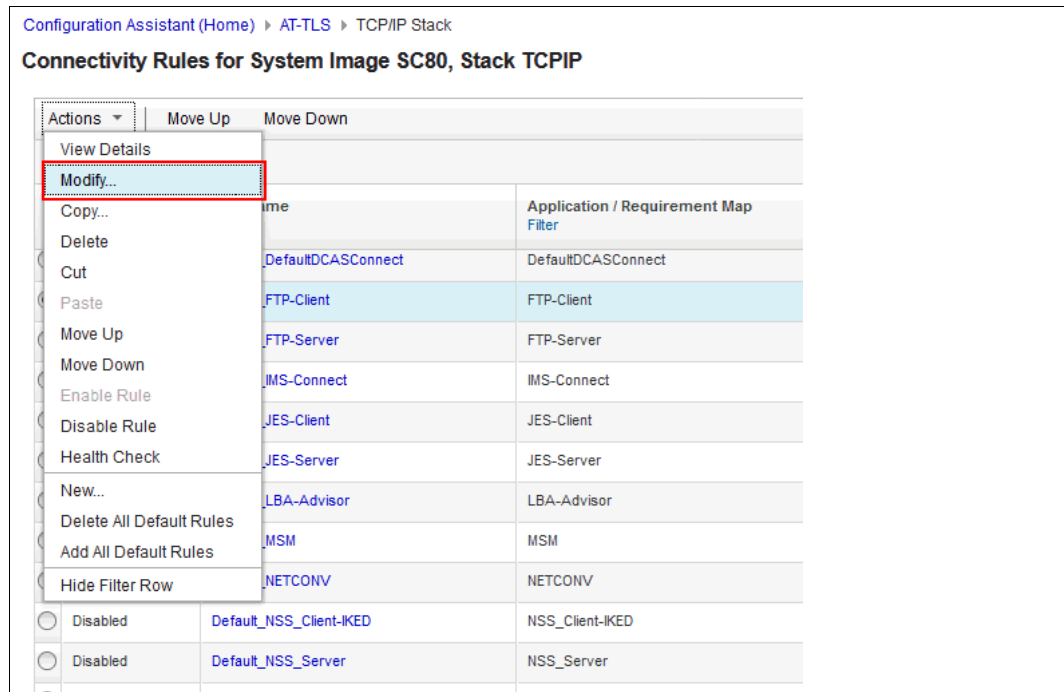 Configuration Assistant (Home) ▸ AT-TLS ▸ TCP/IP Stack
Connectivity Rules for System Image SC80, Stack TCPIP
Actions Move Up Move Down
View Details
Modify...
Copy...
Delete
Cut
Paste
Move Up
Move Down
Enable Rule
Disable Rule
Health Check
New...
Delete All Default Rules
Add All Default Rules
Hide Filter Row
ame Application / Requirement Map
Filter
_DefaultDCASConnect DefaultDCASConnect
_FTP-Client FTP-Client
_FTP-Server FTP-Server
_IMS-Connect IMS-Connect
_JES-Client JES-Client
_JES-Server JES-Server
_LBA-Advisor LBA-Advisor
_MSM MSM
_NETCONV NETCONV
Disabled Default_NSS_Client-IKED NSS_Client-IKED
Disabled Default_NSS_Server NSS_Server